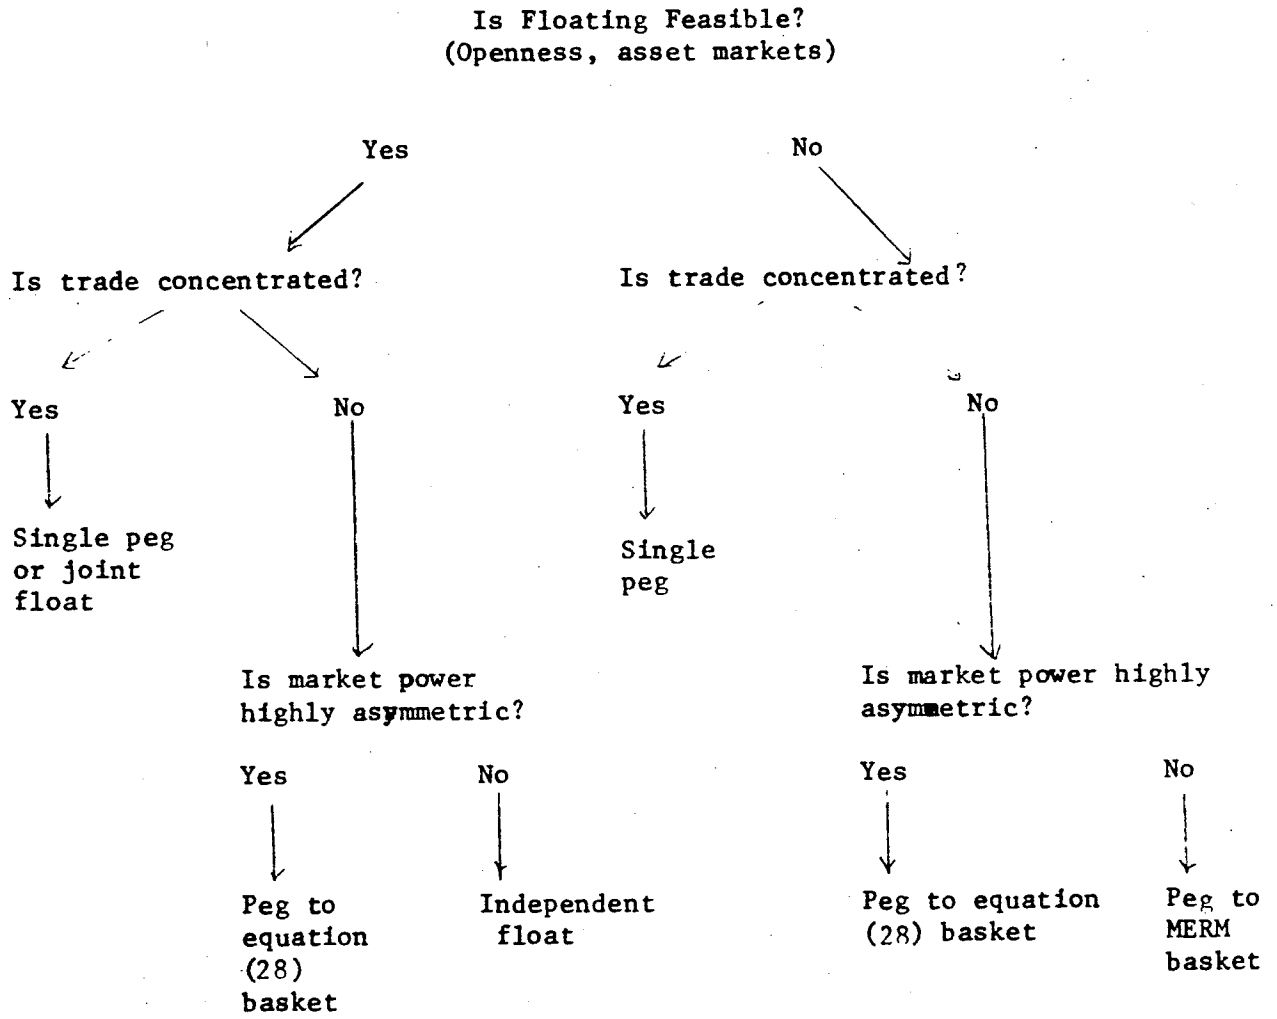 Is Floating Feasible?
(Openness, asset markets)
Yes
No
Is trade concentrated?
Is trade concentrated?
Yes
No
Yes
No
Single peg
or joint
float
Single
peg
Is market power
highly asymmetric?
Is market power highly
asymmetric?
Yes
No
Yes
No
Peg to
equation
(28)
basket
Independent
float
Peg to equation
(28) basket
Peg to
MERM
basket